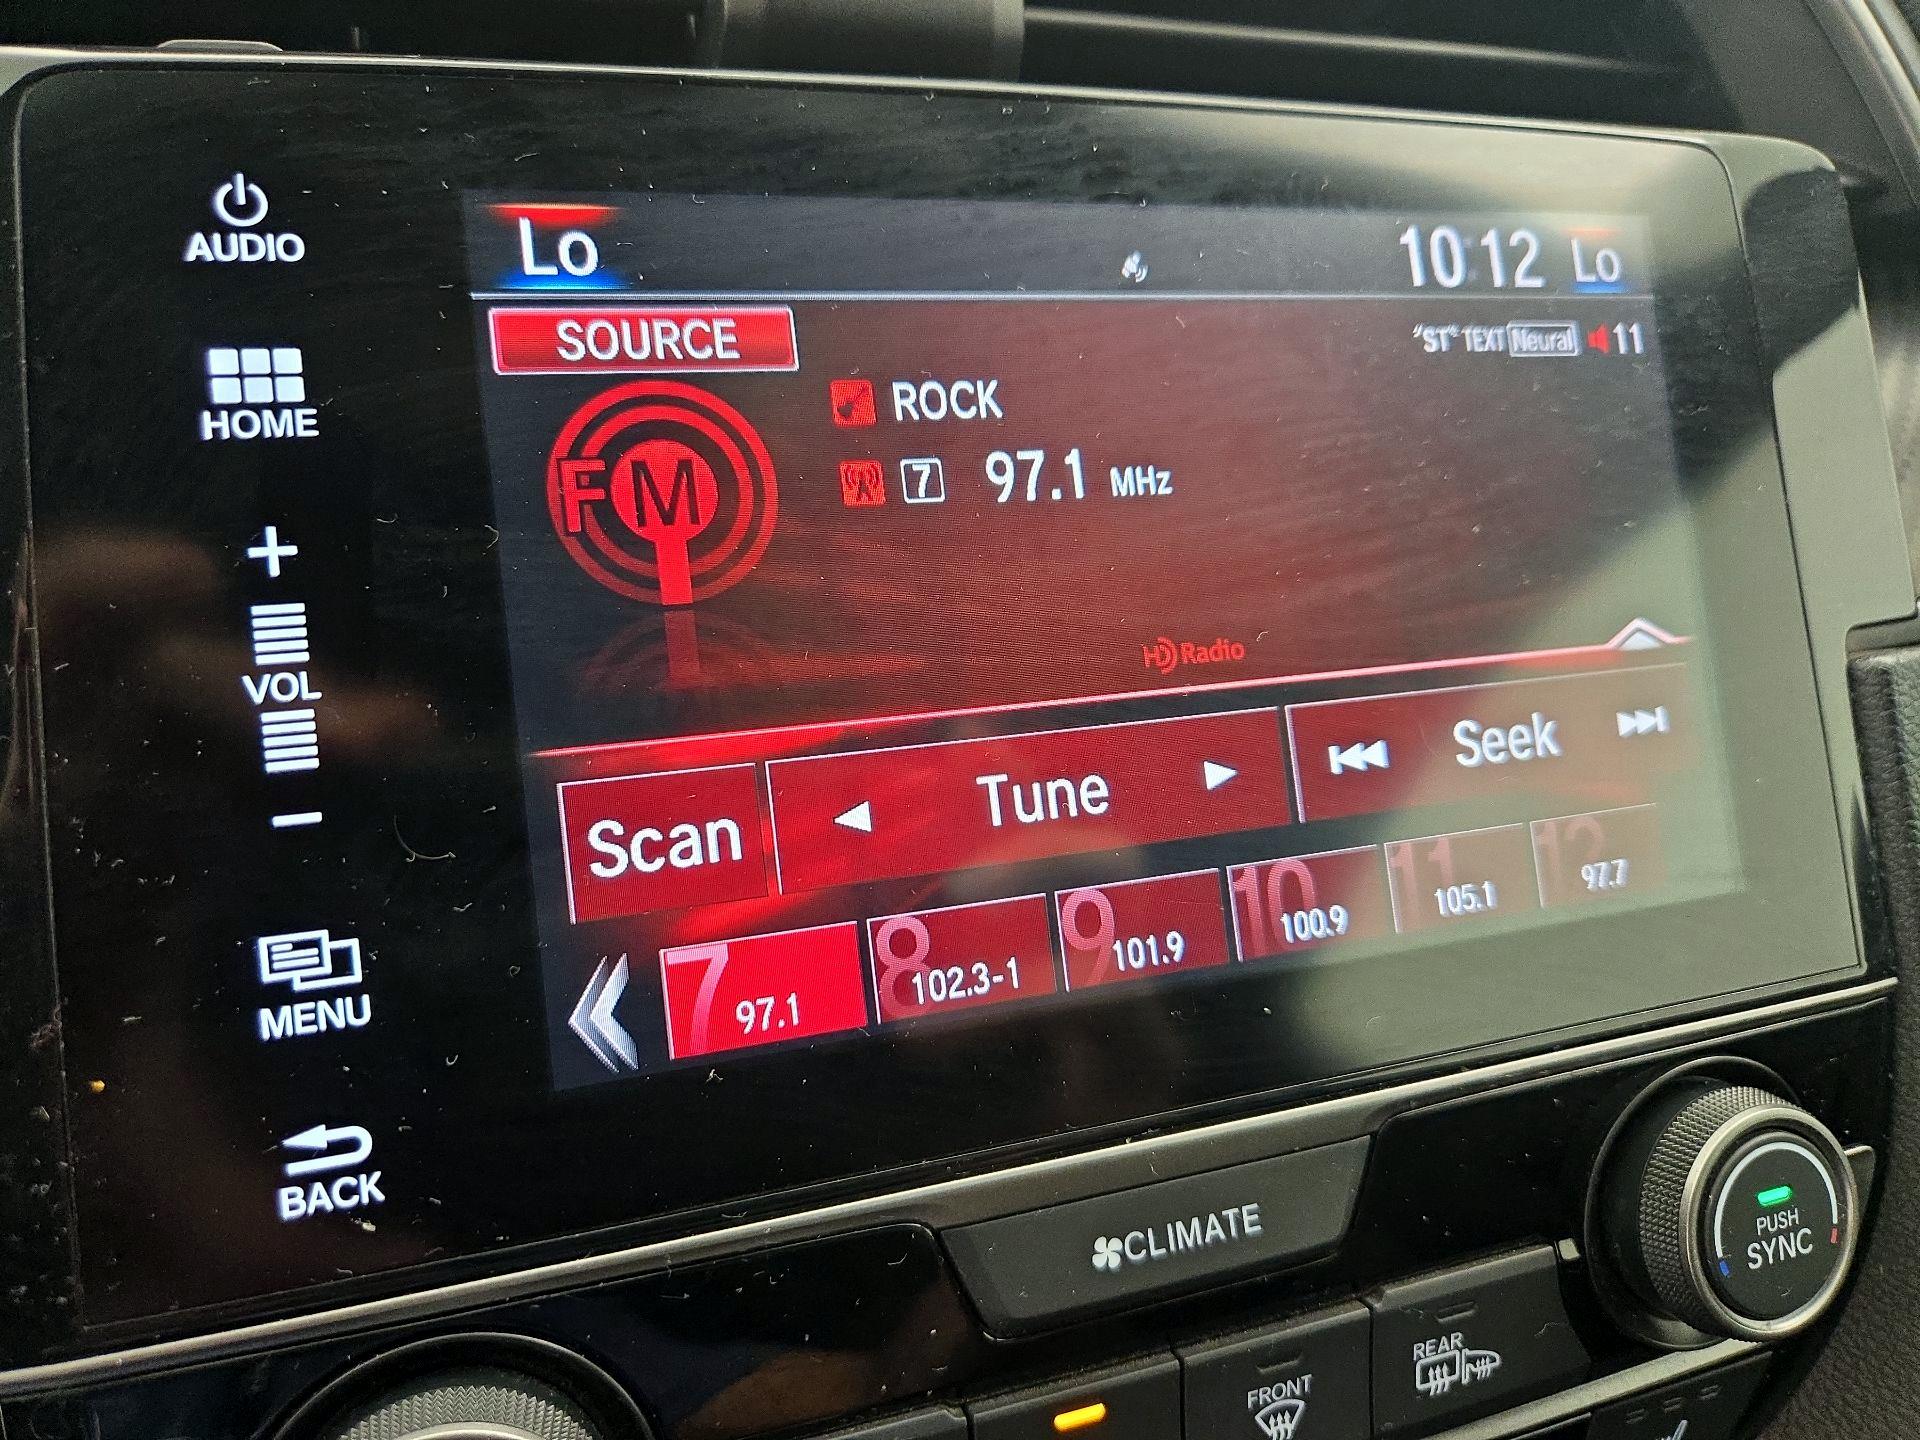 AUDIO
HOME
+
VOL
−
MENU
BACK
Lo
10:12 Lo
SOURCE
"ST" TEXT Neural 11
FM
ROCK
7 97.1 MHz
HD Radio
Scan
Tune
Seek
7 97.1
8 102.3-1
9 101.9
10 100.9
11 105.1
12 97.7
CLIMATE
PUSH
SYNC
FRONT
REAR